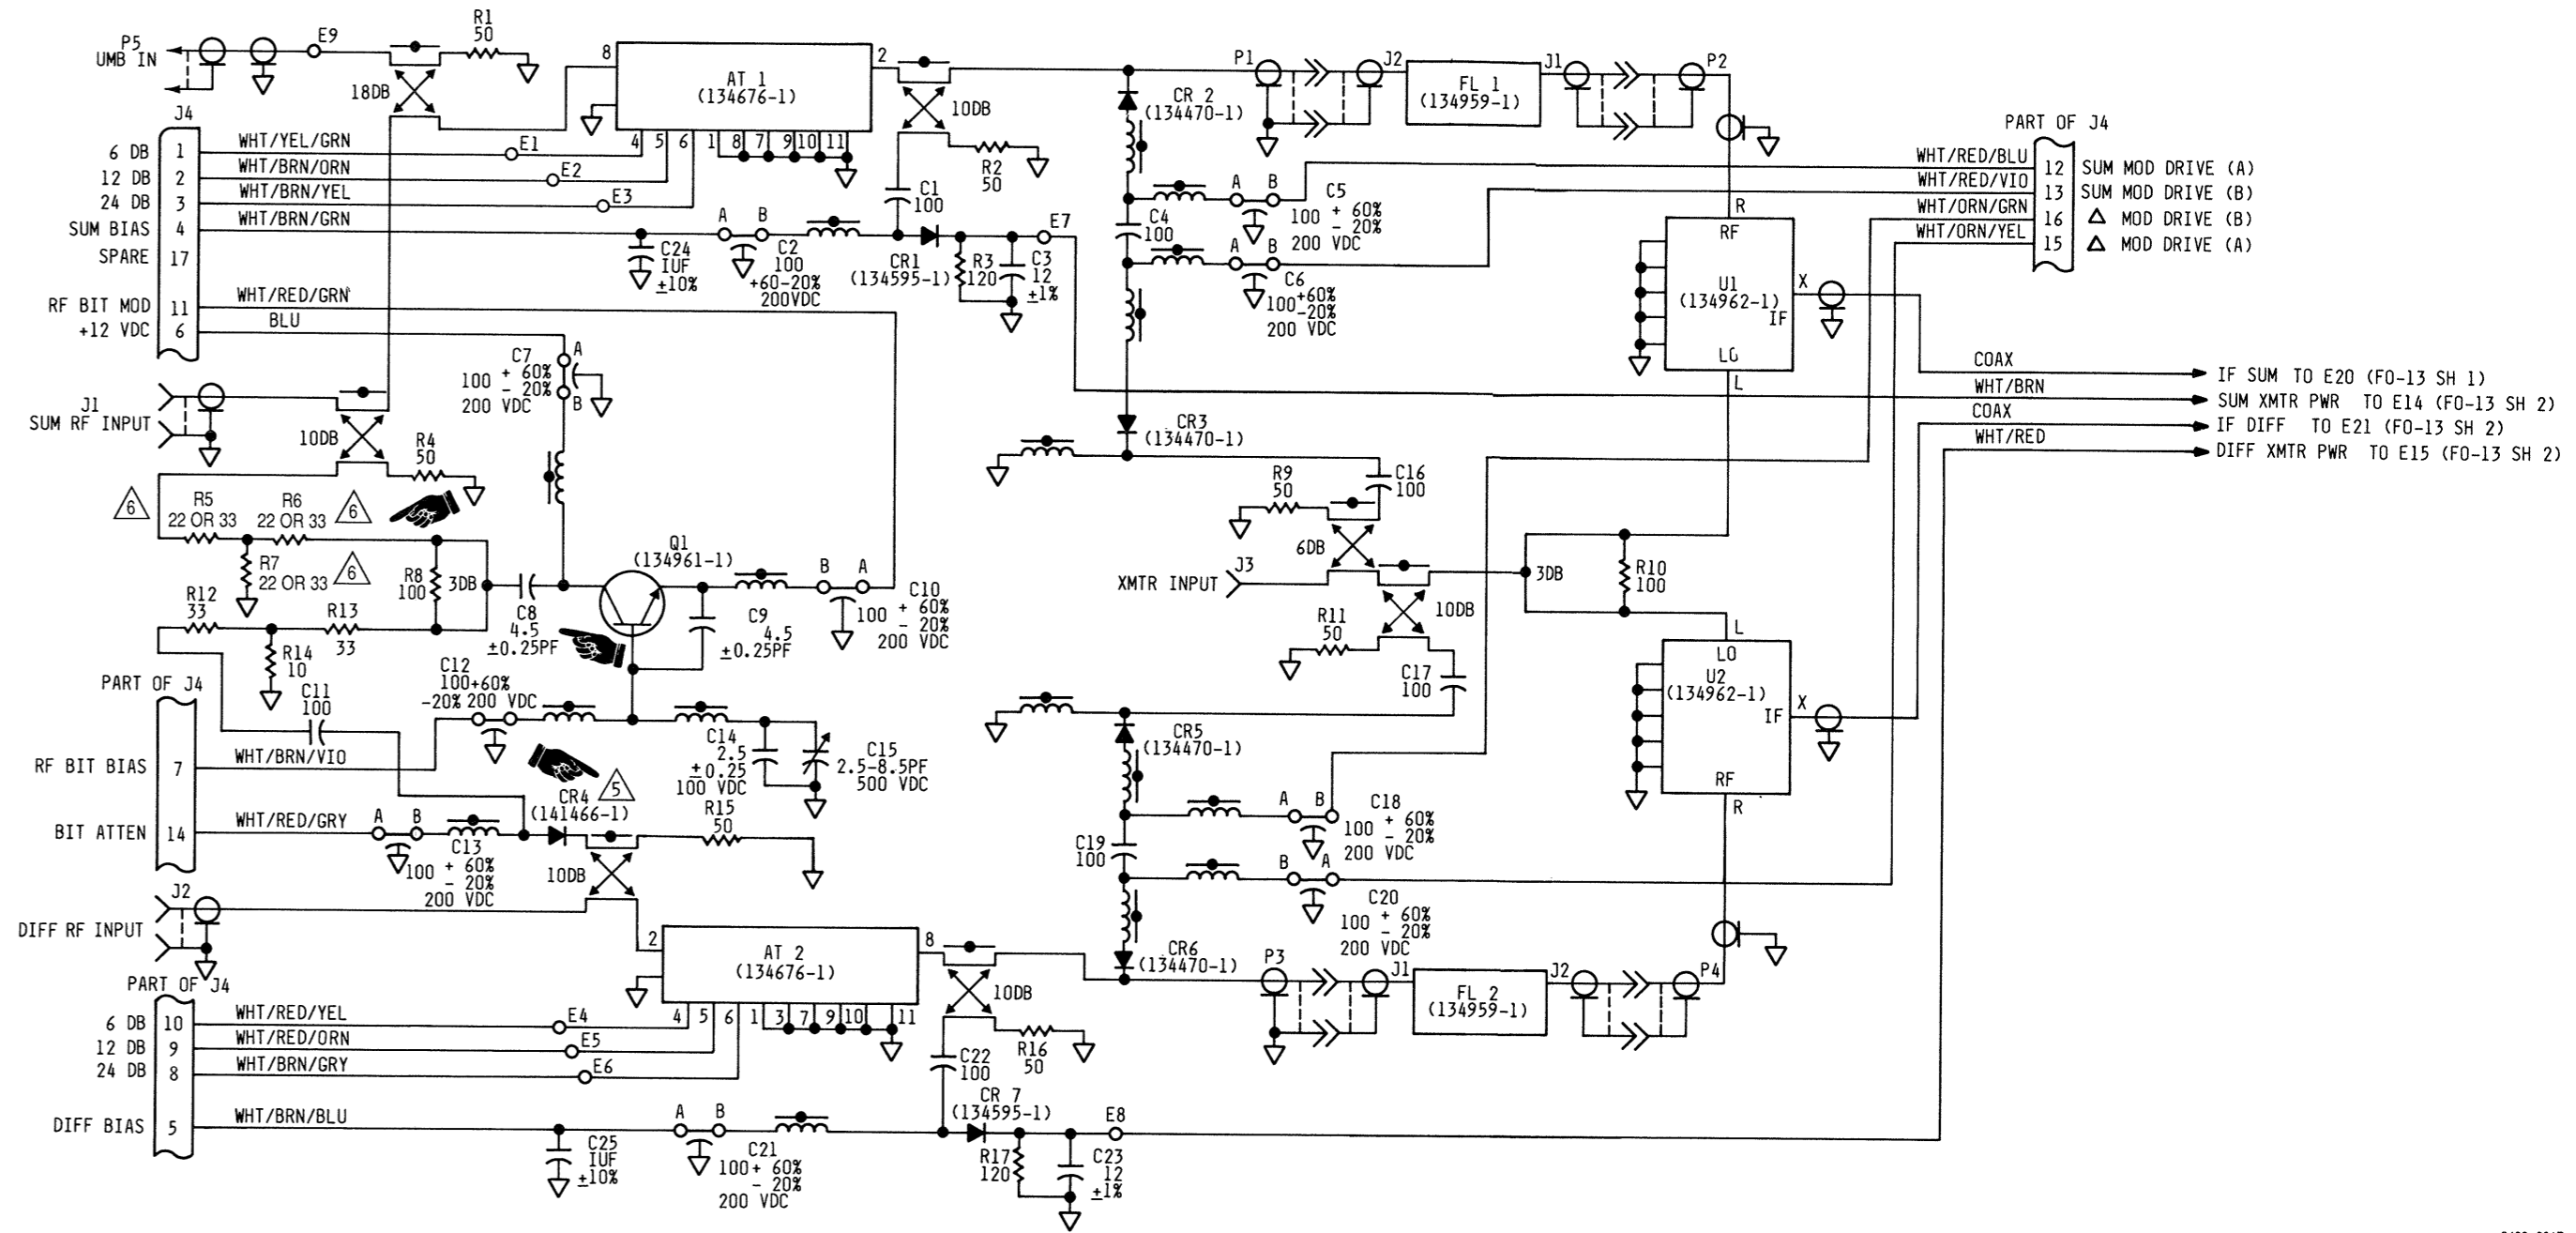 P5
UMB IN
E9
R1
50
18DB
8
AT 1
(134676-1)
2
10DB
4 5 6 1 8 7 9 10 11
R2
50
C1
100
J4
6 DB 1 WHT/YEL/GRN E1
12 DB 2 WHT/BRN/ORN E2
24 DB 3 WHT/BRN/YEL E3
SUM BIAS 4 WHT/BRN/GRN
SPARE 17
RF BIT MOD 11 WHT/RED/GRN
+12 VDC 6 BLU
C24
1UF
±10%
A B
C2
100
+60-20%
200VDC
CR1
(134595-1)
R3
120
C3
12
±1%
E7
CR 2
(134470-1)
C4
100
A B
C5
100 + 60%
- 20%
200 VDC
A B
C6
100 +60%
-20%
200 VDC
CR3
(134470-1)
P1
J2
FL 1
(134959-1)
J1
P2
R
RF
U1
(134962-1)
IF
X
LO
L
PART OF J4
WHT/RED/BLU 12 SUM MOD DRIVE (A)
WHT/RED/VIO 13 SUM MOD DRIVE (B)
WHT/ORN/GRN 16 △ MOD DRIVE (B)
WHT/ORN/YEL 15 △ MOD DRIVE (A)
COAX IF SUM TO E20 (FO-13 SH 1)
WHT/BRN SUM XMTR PWR TO E14 (FO-13 SH 2)
COAX IF DIFF TO E21 (FO-13 SH 2)
WHT/RED DIFF XMTR PWR TO E15 (FO-13 SH 2)
J1
SUM RF INPUT
10DB
R4
50
C7
100 + 60%
- 20%
200 VDC
A
B
6
R5
22 OR 33
R6
22 OR 33
6
R7
22 OR 33
6
R8
100
3DB
R12
33
R13
33
R14
10
C8
4.5
±0.25PF
Q1
(134961-1)
C9
4.5
±0.25PF
B A
C10
100 + 60%
- 20%
200 VDC
C11
100
C12
100+60%
-20% 200 VDC
C14
2.5
±0.25
100 VDC
C15
2.5-8.5PF
500 VDC
PART OF J4
RF BIT BIAS 7 WHT/BRN/VIO
BIT ATTEN 14 WHT/RED/GRY
A B
C13
100 + 60%
- 20%
200 VDC
CR4
(141466-1)
5
R15
50
10DB
R9
50
C16
100
6DB
XMTR INPUT
J3
10DB
R11
50
C17
100
3DB
R10
100
CR5
(134470-1)
A B
C18
100 + 60%
- 20%
200 VDC
C19
100
B A
C20
100 + 60%
- 20%
200 VDC
CR6
(134470-1)
L
LO
U2
(134962-1)
IF
X
RF
R
J2
DIFF RF INPUT
2
AT 2
(134676-1)
8
4 5 6 1 3 7 9 10 11
10DB
R16
50
C22
100
P3
J1
FL 2
(134959-1)
J2
P4
PART OF J4
6 DB 10 WHT/RED/YEL E4
12 DB 9 WHT/RED/ORN E5
24 DB 8 WHT/BRN/GRY E6
DIFF BIAS 5 WHT/BRN/BLU
C25
1UF
±10%
A B
C21
100+ 60%
- 20%
200 VDC
CR 7
(134595-1)
R17
120
C23
12
±1%
E8